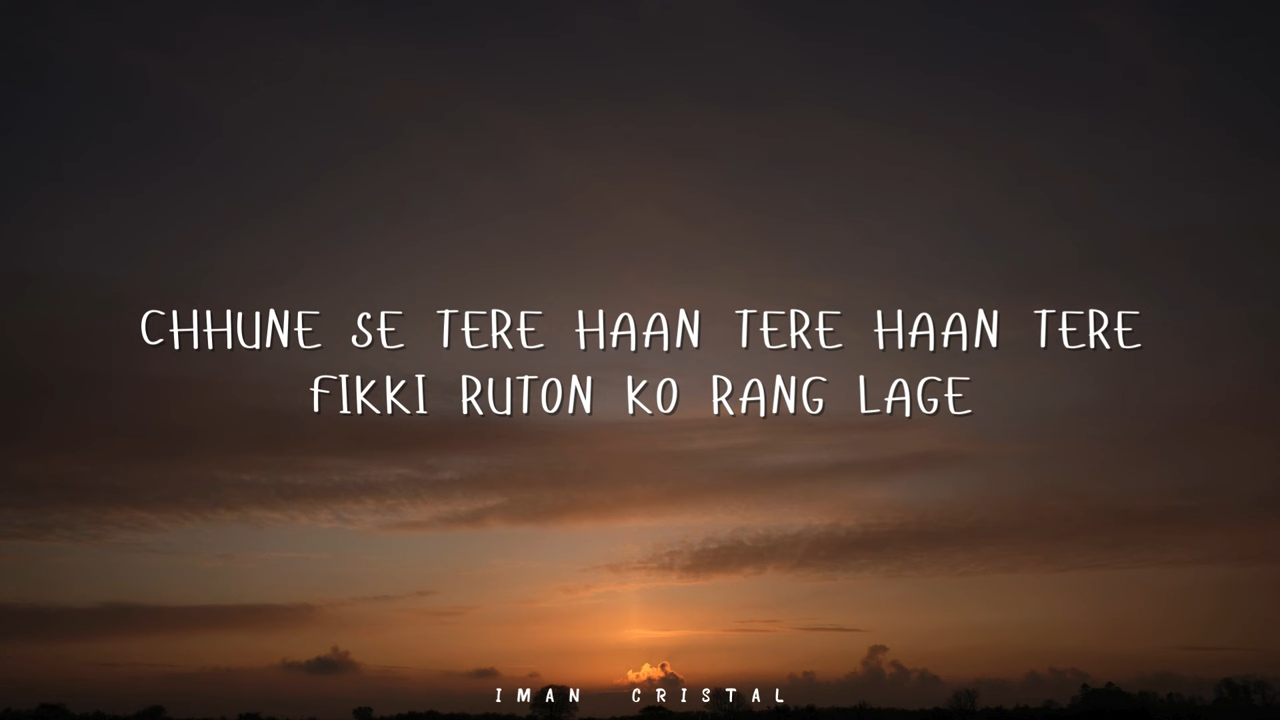 CHHUNE SE TERE HAAN TERE HAAN TERE
FIKKI RUTON KO RANG LAGE
IMAN CRISTAL